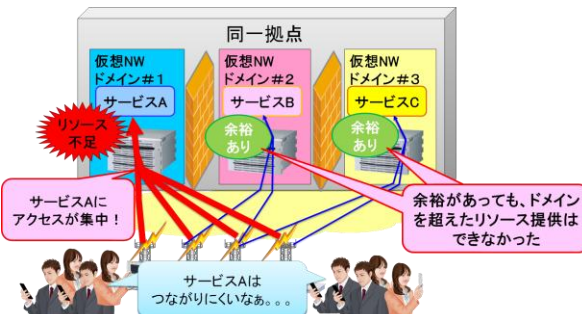 同一拠点
仮想NW
ドメイン#1
サービスA
仮想NW
ドメイン#2
サービスB
仮想NW
ドメイン#3
サービスC
リソース
不足
余裕
あり
余裕
あり
サービスAに
アクセスが集中！
余裕があっても、ドメイン
を超えたリソース提供は
できなかった
サービスAは
つながりにくいなぁ。。。